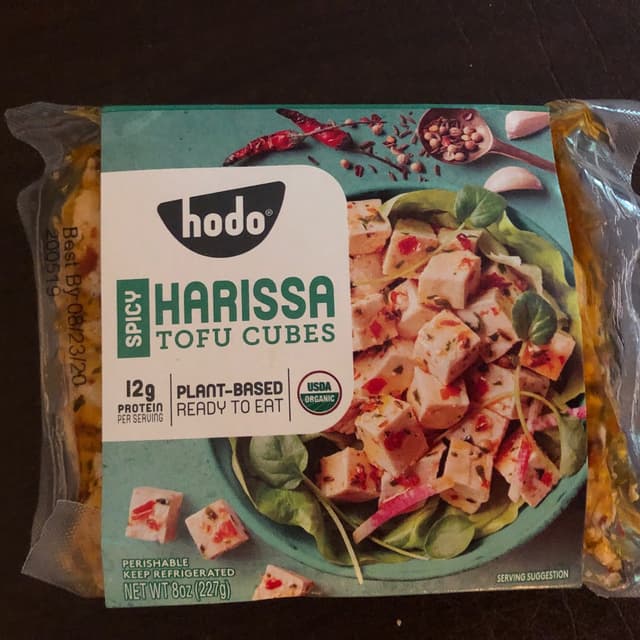 hodo®
SPICY
HARISSA
TOFU CUBES
12g
PROTEIN
PER SERVING
PLANT-BASED
READY TO EAT
USDA
ORGANIC
PERISHABLE
KEEP REFRIGERATED
NET WT 8oz (227g)
SERVING SUGGESTION
Best By 08/23/20
200519